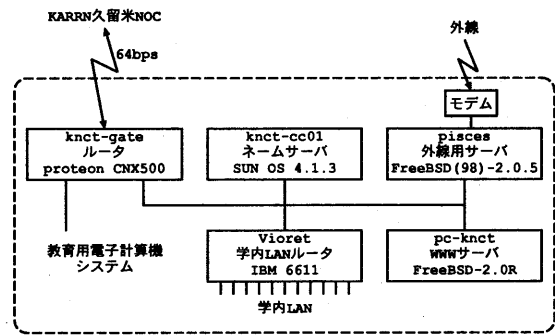 KARRN久留米NOC
64bps
外線
モデム
knct-gate
ルータ
proteon CNX500
knct-cc01
ネームサーバ
SUN OS 4.1.3
pisces
外線用サーバ
FreeBSD(98)-2.0.5
教育用電子計算機
システム
Vioret
学内LANルータ
IBM 6611
学内LAN
pc-knct
WWWサーバ
FreeBSD-2.0R